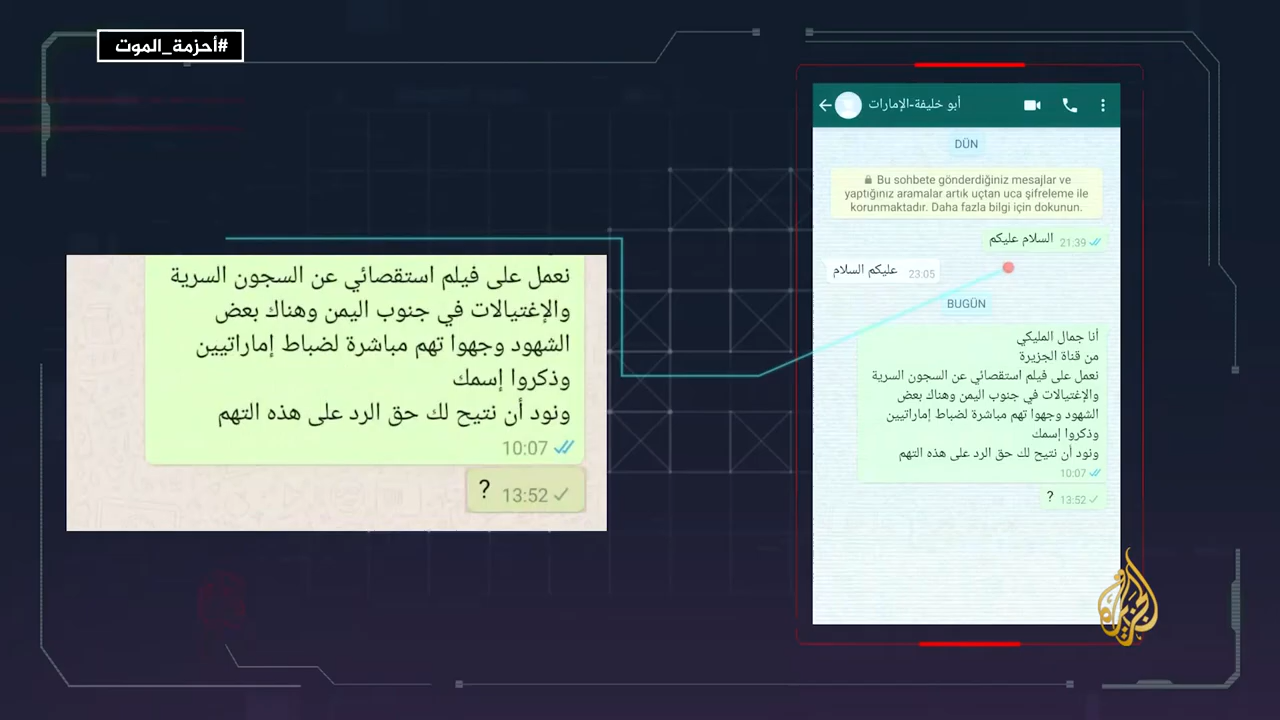 #أحزمة_الموت
نعمل على فيلم استقصائي عن السجون السرية
والإغتيالات في جنوب اليمن وهناك بعض
الشهود وجهوا تهم مباشرة لضباط إماراتيين
وذكروا إسمك
ونود أن نتيح لك حق الرد على هذه التهم
10:07
? 13:52
أبو خليفة-الإمارات
DÜN
Bu sohbete gönderdiğiniz mesajlar ve
yaptığınız aramalar artık uçtan uca şifreleme ile
korunmaktadır. Daha fazla bilgi için dokunun.
السلام عليكم 21:39
عليكم السلام 23:05
BUGÜN
أنا جمال المليكي
من قناة الجزيرة
نعمل على فيلم استقصائي عن السجون السرية
والإغتيالات في جنوب اليمن وهناك بعض
الشهود وجهوا تهم مباشرة لضباط إماراتيين
وذكروا إسمك
ونود أن نتيح لك حق الرد على هذه التهم
10:07
? 13:52
الجزيرة